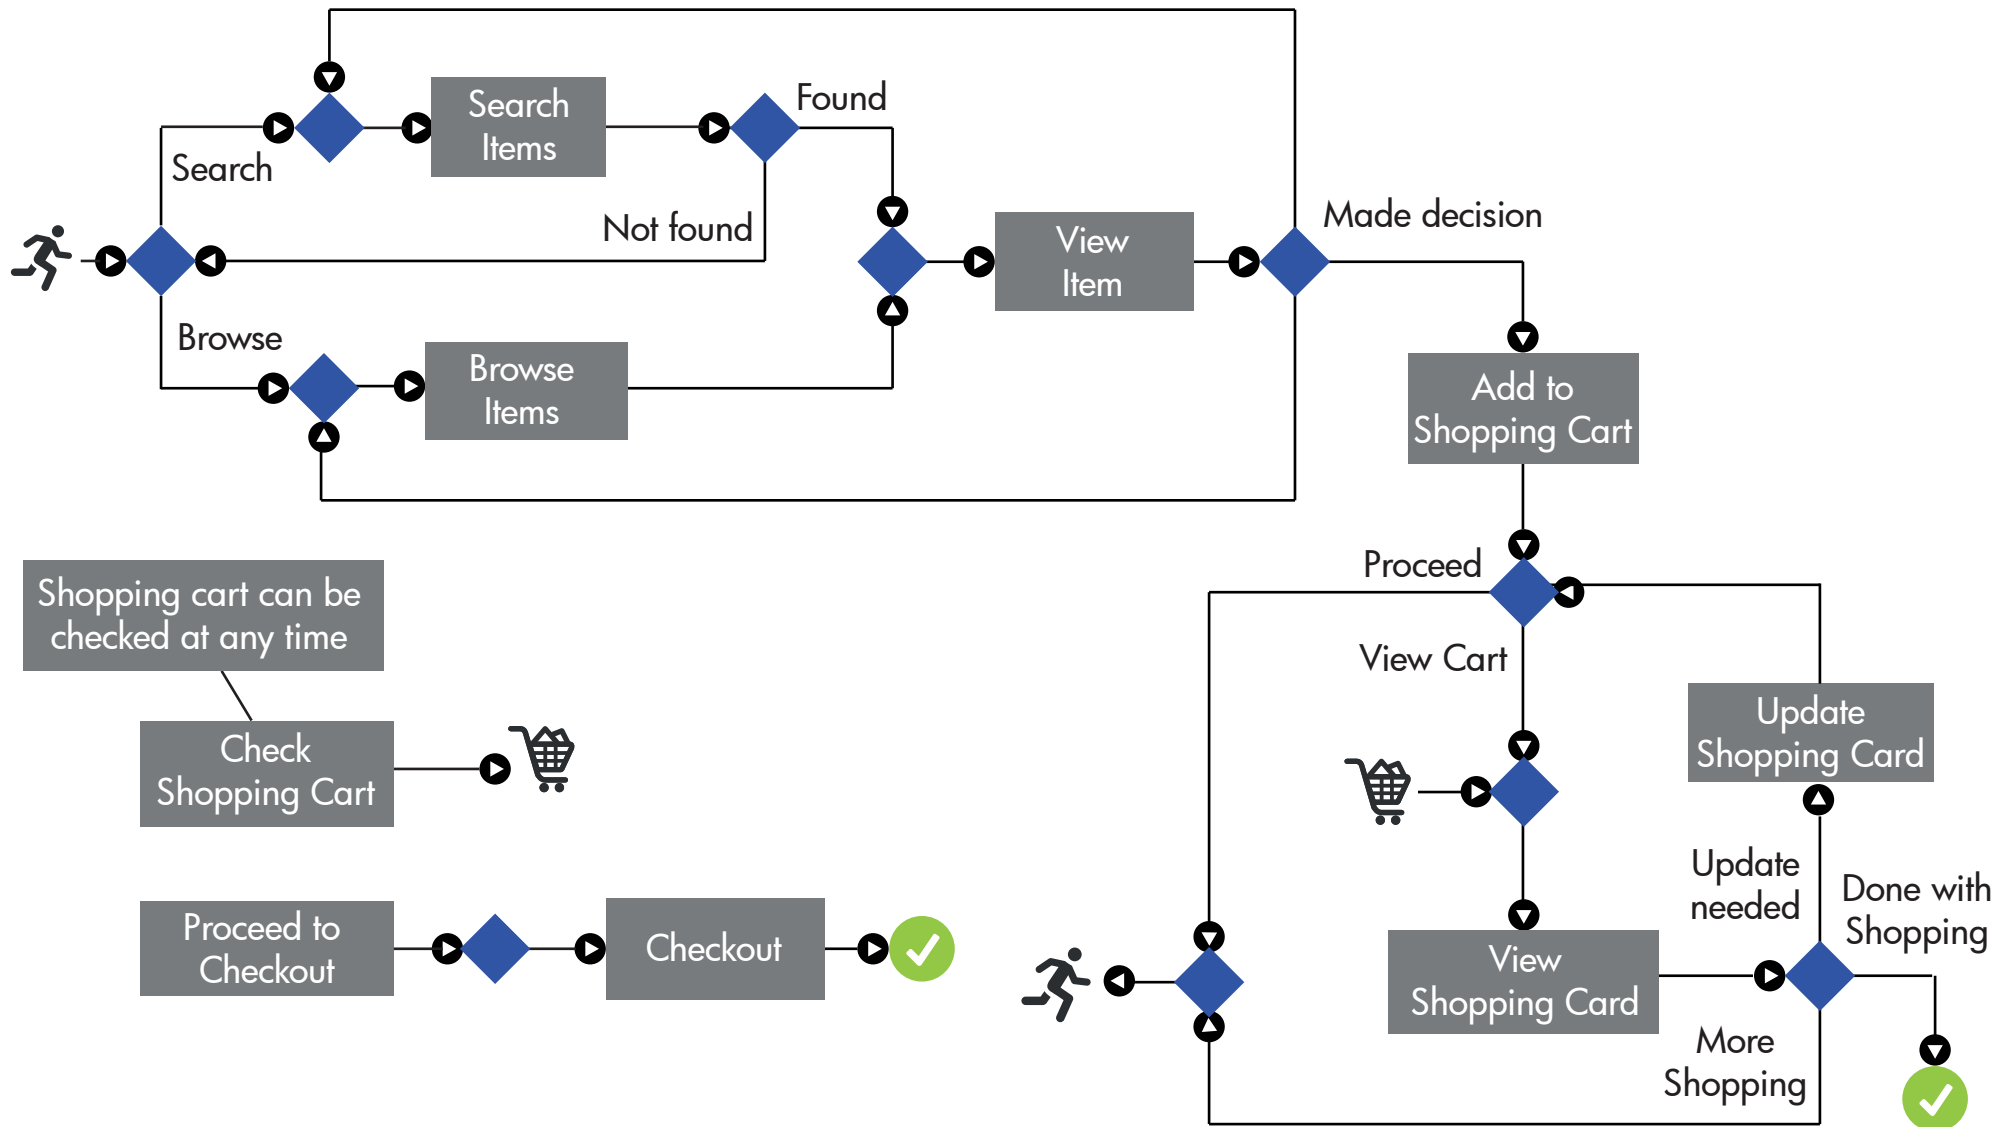 Found
Search
Items
Search
Not found
Made decision
View
Item
Browse
Browse
Items
Add to
Shopping Cart
Proceed
Shopping cart can be
checked at any time
View Cart
Update
Shopping Card
Check
Shopping Cart
Update
needed
Done with
Shopping
Proceed to
Checkout
Checkout
View
Shopping Card
More
Shopping